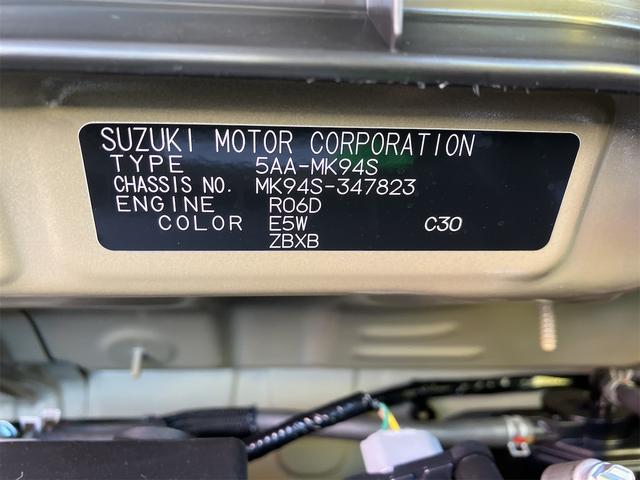 SUZUKI MOTOR CORPORATION
TYPE 5AA-MK94S
CHASSIS NO. MK94S-347823
ENGINE R06D
COLOR E5W C30
ZBXB